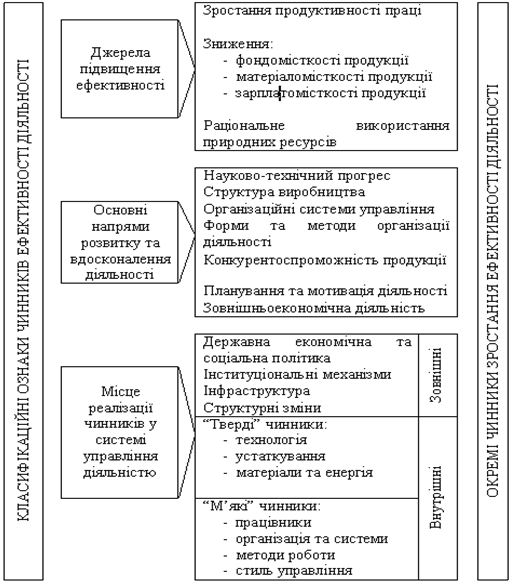 КЛАСИФІКАЦІЙНІ ОЗНАКИ ЧИННИКІВ ЕФЕКТИВНОСТІ ДІЯЛЬНОСТІ
Джерела
підвищення
ефективності
Зростання продуктивності праці
Зниження:
- фондомісткості продукції
- матеріаломісткості продукції
- зарплатомісткості продукції
Раціональне використання
природних ресурсів
Основні
напрями
розвитку та
вдосконалення
діяльності
Науково-технічний прогрес
Структура виробництва
Організаційні системи управління
Форми та методи організації
діяльності
Конкурентоспроможність продукції
Планування та мотивація діяльності
Зовнішньоекономічна діяльність
Місце
реалізації
чинників у
системі
управління
діяльністю
Державна економічна та
соціальна політика
Інституціональні механізми
Інфраструктура
Структурні зміни
Зовнішні
“Тверді” чинники:
- технологія
- устаткування
- матеріали та енергія
“М’які” чинники:
- працівники
- організація та системи
- методи роботи
- стиль управління
Внутрішні
ОКРЕМІ ЧИННИКИ ЗРОСТАННЯ ЕФЕКТИВНОСТІ ДІЯЛЬНОСТІ